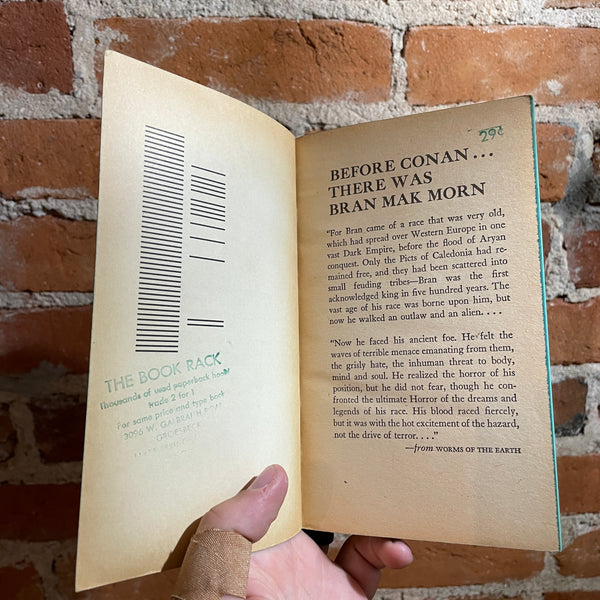 THE BOOK RACK
Thousands of used paperback books
trade 2 for 1
For same price and type book
3096 W. GALBRAITH ROAD
GROESBECK
29¢
BEFORE CONAN...
THERE WAS
BRAN MAK MORN
"For Bran came of a race that was very old,
which had spread over Western Europe in one
vast Dark Empire, before the flood of Aryan
conquest. Only the Picts of Caledonia had re-
mained free, and they had been scattered into
small feuding tribes—Bran was the first
acknowledged king in five hundred years. The
vast age of his race was borne upon him, but
now he walked an outlaw and an alien. . . .
"Now he faced his ancient foe. He felt the
waves of terrible menace emanating from them,
the grisly hate, the inhuman threat to body,
mind and soul. He realized the horror of his
position, but he did not fear, though he con-
fronted the ultimate Horror of the dreams and
legends of his race. His blood raced fiercely,
but it was with the hot excitement of the hazard,
not the drive of terror. . . ."
—from WORMS OF THE EARTH